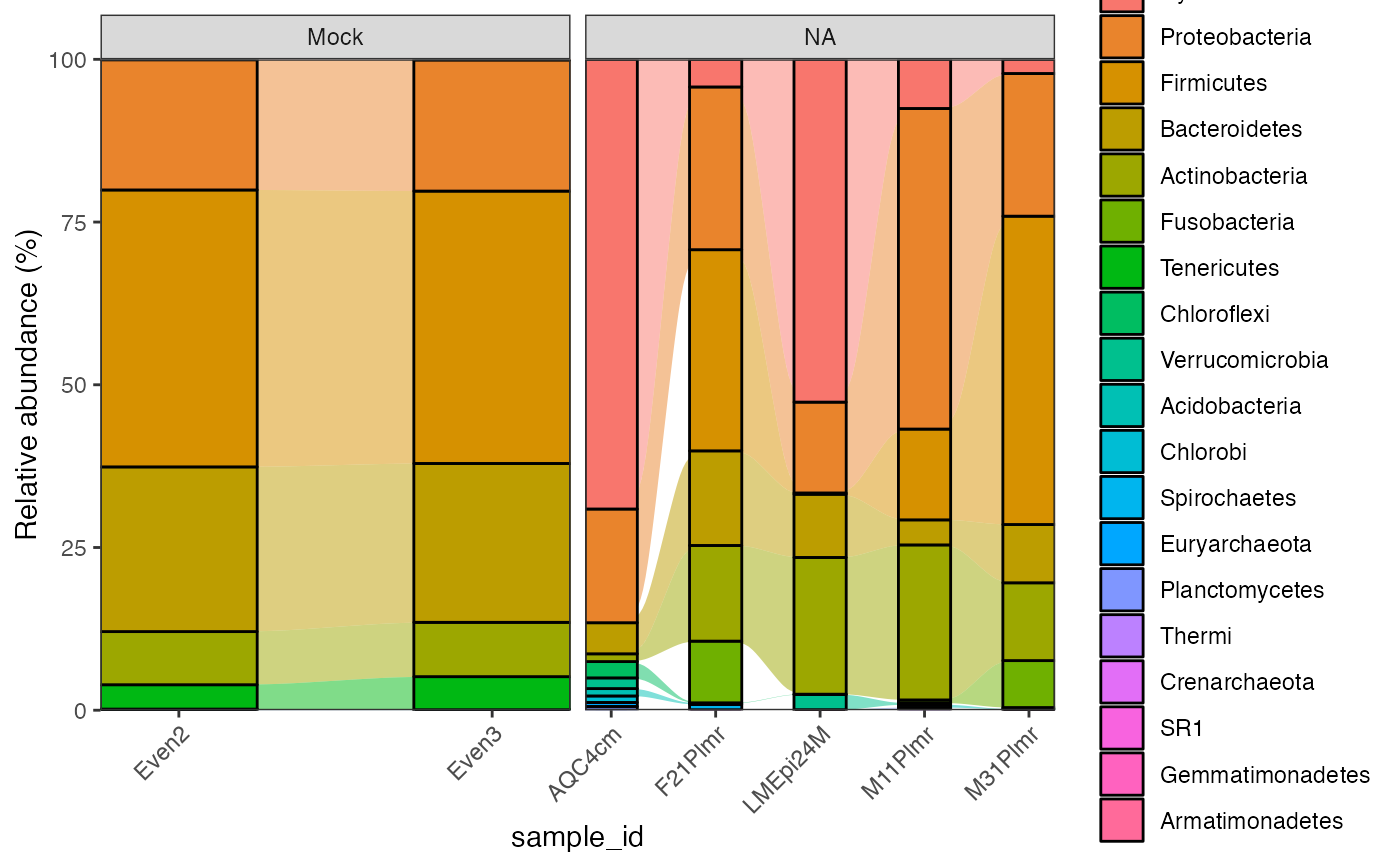 Mock
NA
Relative abundance (%)
100
75
50
25
0
Even2
Even3
AQC4cm
F21Plmr
LMEpi24M
M11Plmr
M31Plmr
sample_id
Proteobacteria
Firmicutes
Bacteroidetes
Actinobacteria
Fusobacteria
Tenericutes
Chloroflexi
Verrucomicrobia
Acidobacteria
Chlorobi
Spirochaetes
Euryarchaeota
Planctomycetes
Thermi
Crenarchaeota
SR1
Gemmatimonadetes
Armatimonadetes